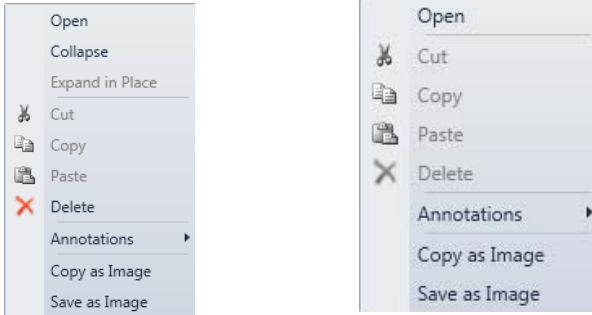 Open
Collapse
Expand in Place
Cut
Copy
Paste
Delete
Annotations
Copy as Image
Save as Image
Open
Cut
Copy
Paste
Delete
Annotations
Copy as Image
Save as Image